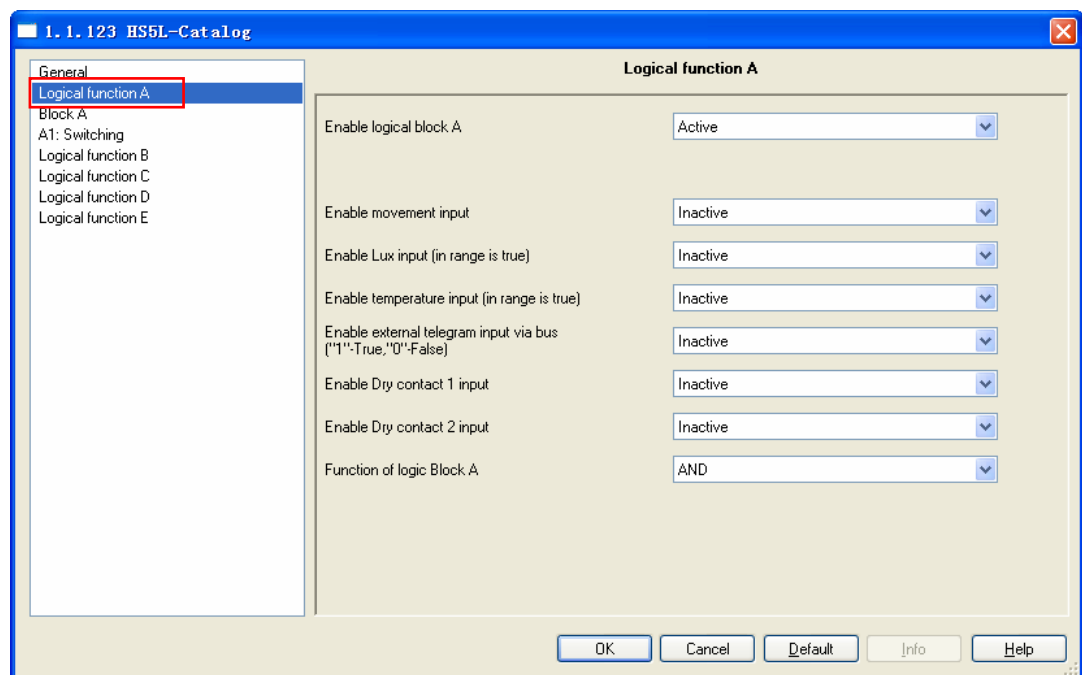 1.1.123 HS5L-Catalog
General
Logical function A
Block A
A1: Switching
Logical function B
Logical function C
Logical function D
Logical function E
Logical function A
Enable logical block A
Active
Enable movement input
Inactive
Enable Lux input (in range is true)
Inactive
Enable temperature input (in range is true)
Inactive
Enable external telegram input via bus
("1"-True,"0"-False)
Inactive
Enable Dry contact 1 input
Inactive
Enable Dry contact 2 input
Inactive
Function of logic Block A
AND
OK
Cancel
Default
Info
Help